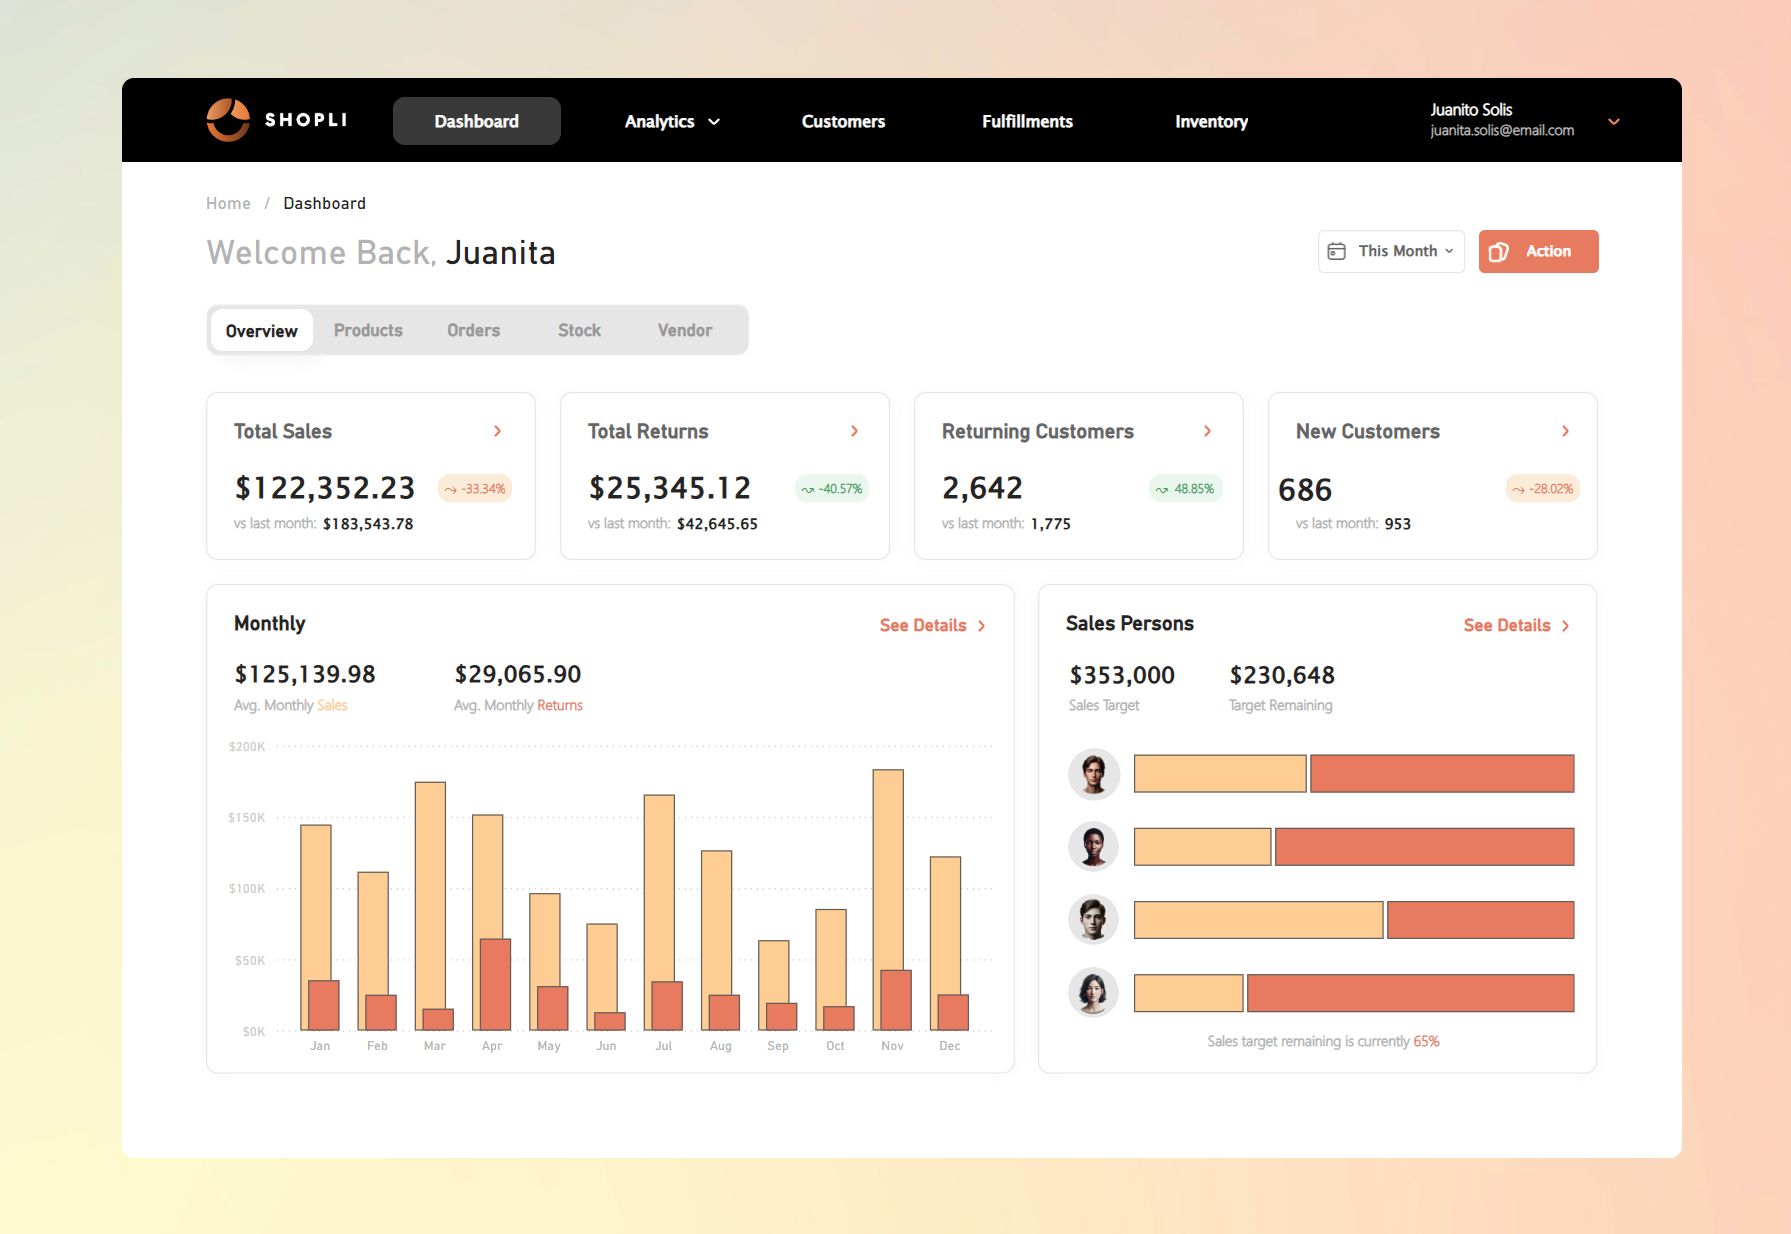 SHOPLI
Dashboard
Analytics
Customers
Fulfillments
Inventory
Juanito Solis
juanita.solis@email.com
Home / Dashboard
Welcome Back, Juanita
This Month
Action
Overview
Products
Orders
Stock
Vendor
Total Sales
$122,352.23
-33.34%
vs last month: $183,543.78
Total Returns
$25,345.12
-40.57%
vs last month: $42,645.65
Returning Customers
2,642
48.85%
vs last month: 1,775
New Customers
686
-28.02%
vs last month: 953
Monthly
See Details
$125,139.98
Avg. Monthly Sales
$29,065.90
Avg. Monthly Returns
$200K
$150K
$100K
$50K
$0K
Jan Feb Mar Apr May Jun Jul Aug Sep Oct Nov Dec
Sales Persons
See Details
$353,000
Sales Target
$230,648
Target Remaining
Sales target remaining is currently 65%